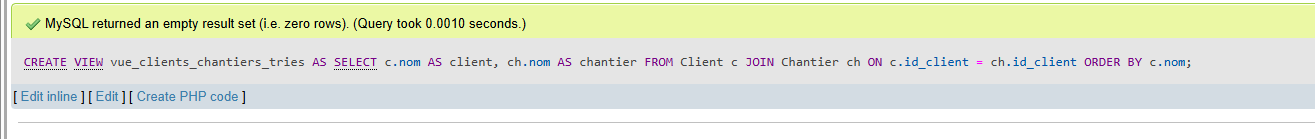 MySQL returned an empty result set (i.e. zero rows). (Query took 0.0010 seconds.)
CREATE VIEW vue_clients_chantiers_tries AS SELECT c.nom AS client, ch.nom AS chantier FROM Client c JOIN Chantier ch ON c.id_client = ch.id_client ORDER BY c.nom;
[ Edit inline ] [ Edit ] [ Create PHP code ]